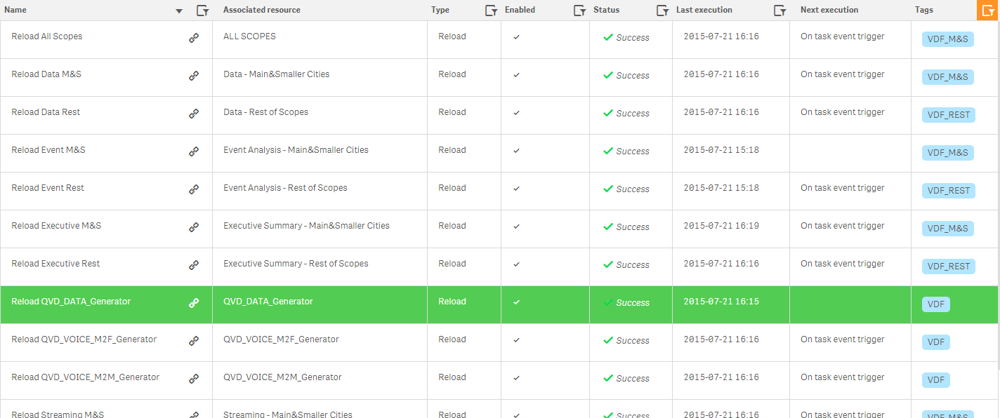 Name Associated resource Type Enabled Status Last execution Next execution Tags
Reload All Scopes ALL SCOPES Reload Success 2015-07-21 16:16 On task event trigger VDF_M&S
Reload Data M&S Data - Main&Smaller Cities Reload Success 2015-07-21 16:16 On task event trigger VDF_M&S
Reload Data Rest Data - Rest of Scopes Reload Success 2015-07-21 16:16 On task event trigger VDF_REST
Reload Event M&S Event Analysis - Main&Smaller Cities Reload Success 2015-07-21 15:18 VDF_M&S
Reload Event Rest Event Analysis - Rest of Scopes Reload Success 2015-07-21 15:18 On task event trigger VDF_REST
Reload Executive M&S Executive Summary - Main&Smaller Cities Reload Success 2015-07-21 16:19 On task event trigger VDF_M&S
Reload Executive Rest Executive Summary - Rest of Scopes Reload Success 2015-07-21 16:16 On task event trigger VDF_REST
Reload QVD_DATA_Generator QVD_DATA_Generator Reload Success 2015-07-21 16:15 VDF
Reload QVD_VOICE_M2F_Generator QVD_VOICE_M2F_Generator Reload Success 2015-07-21 16:16 On task event trigger VDF
Reload QVD_VOICE_M2M_Generator QVD_VOICE_M2M_Generator Reload Success 2015-07-21 16:16 On task event trigger VDF
Reload Streaming M&S Streaming - Main&Smaller Cities Reload Success 2015-07-21 16:16 On task event trigger VDF_M&S